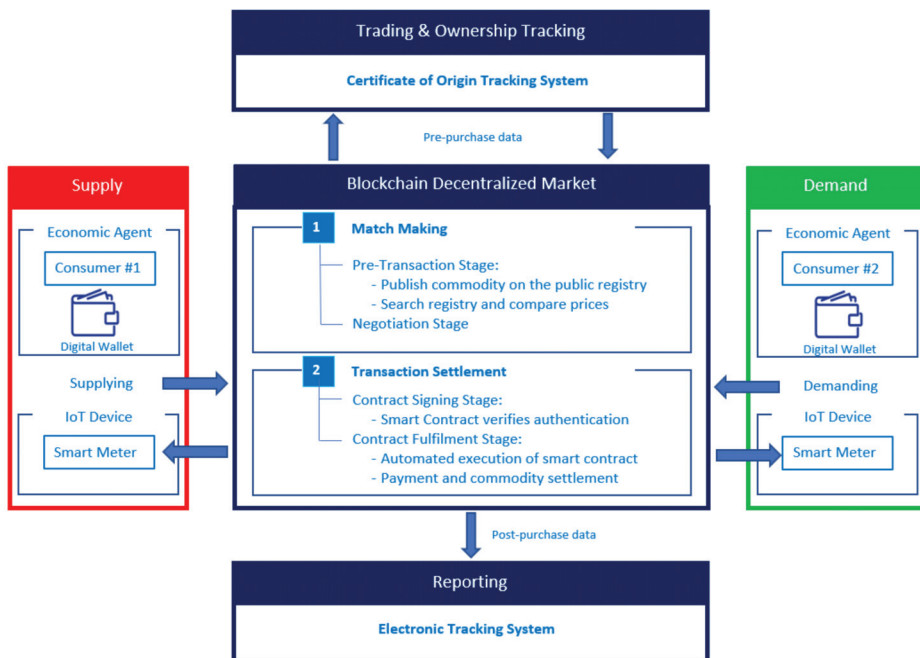 Trading & Ownership Tracking
Certificate of Origin Tracking System
Pre-purchase data
Supply
Economic Agent
Consumer #1
Digital Wallet
Supplying
IoT Device
Smart Meter
Blockchain Decentralized Market
1 Match Making
Pre-Transaction Stage:
- Publish commodity on the public registry
- Search registry and compare prices
Negotiation Stage
2 Transaction Settlement
Contract Signing Stage:
- Smart Contract verifies authentication
Contract Fulfilment Stage:
- Automated execution of smart contract
- Payment and commodity settlement
Demand
Economic Agent
Consumer #2
Digital Wallet
Demanding
IoT Device
Smart Meter
Post-purchase data
Reporting
Electronic Tracking System